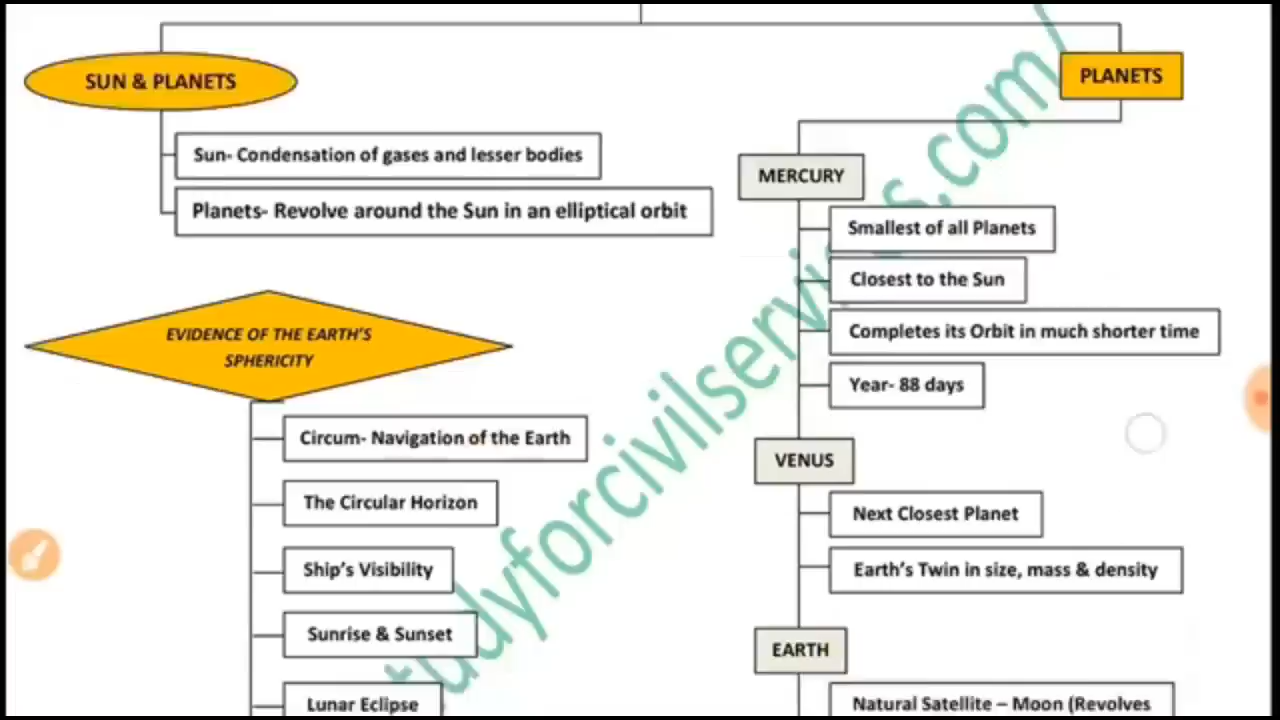 SUN & PLANETS
Sun- Condensation of gases and lesser bodies
Planets- Revolve around the Sun in an elliptical orbit
EVIDENCE OF THE EARTH'S
SPHERICITY
Circum- Navigation of the Earth
The Circular Horizon
Ship's Visibility
Sunrise & Sunset
Lunar Eclipse
PLANETS
MERCURY
Smallest of all Planets
Closest to the Sun
Completes its Orbit in much shorter time
Year- 88 days
VENUS
Next Closest Planet
Earth's Twin in size, mass & density
EARTH
Natural Satellite – Moon (Revolves
tudyforcivilservices.com/